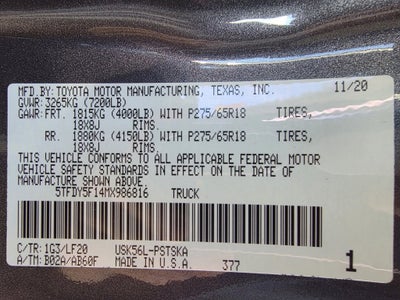 MFD.BY:TOYOTA MOTOR MANUFACTURING, TEXAS, INC. 11/20
GVWR:3265KG (7200LB)
GAWR:FRT. 1815KG (4000LB) WITH P275/65R18 TIRES,
18X8J RIMS.
RR. 1880KG (4150LB) WITH P275/65R18 TIRES,
18X8J RIMS.
THIS VEHICLE CONFORMS TO ALL APPLICABLE FEDERAL MOTOR
VEHICLE SAFETY STANDARDS IN EFFECT ON THE DATE OF
MANUFACTURE SHOWN ABOVE.
5TFDY5F14MX986816 TRUCK
C/TR:1G3/LF20 USK56L-PSTSKA
A/TM:B02A/AB60F MADE IN U.S.A. 377 1